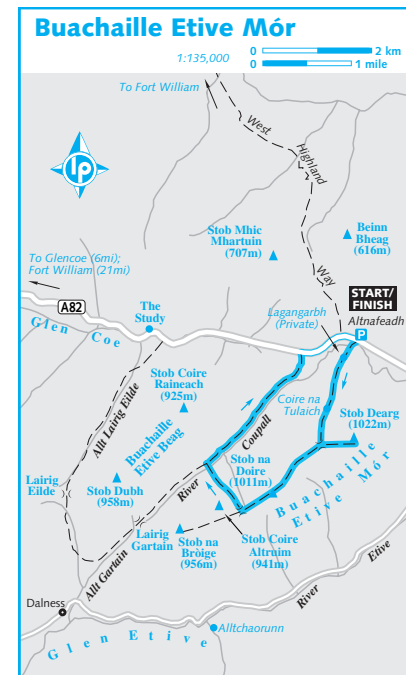 Buachaille Etive Mór
1:135,000
0 2 km
0 1 mile
To Fort William
lp
West Highland Way
Stob Mhic
Mhartuin
(707m)
Beinn
Bheag
(616m)
To Glencoe (6mi);
Fort William (21mi)
A82
The
Study
Glen Coe
START/
FINISH
Altnafeadh
P
Lagangarbh
(Private)
Stob Coire
Raineach
(925m)
Allt Lairig Eilde
Buachaille
Etive Beag
River Coupall
Coire na
Tulaich
Stob Dearg
(1022m)
Stob na
Doire
(1011m)
Buachaille
Etive
Mór
Lairig
Eilde
Stob Dubh
(958m)
Lairig
Gartain
Allt Gartain
Stob na
Bròige
(956m)
Stob Coire
Altruim
(941m)
Dalness
River Etive
Alltchaorunn
Glen Etive